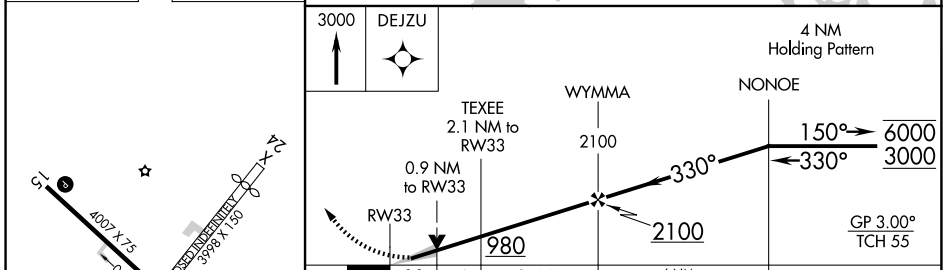 3000
DEJZU
4 NM
Holding Pattern
NONOE
WYMMA
TEXEE
2.1 NM to
RW33
2100
150°
6000
3000
330°
330°
0.9 NM
to RW33
RW33
2100
980
GP 3.00°
TCH 55
15
P
4007 X 75
24
X
3998 X 150